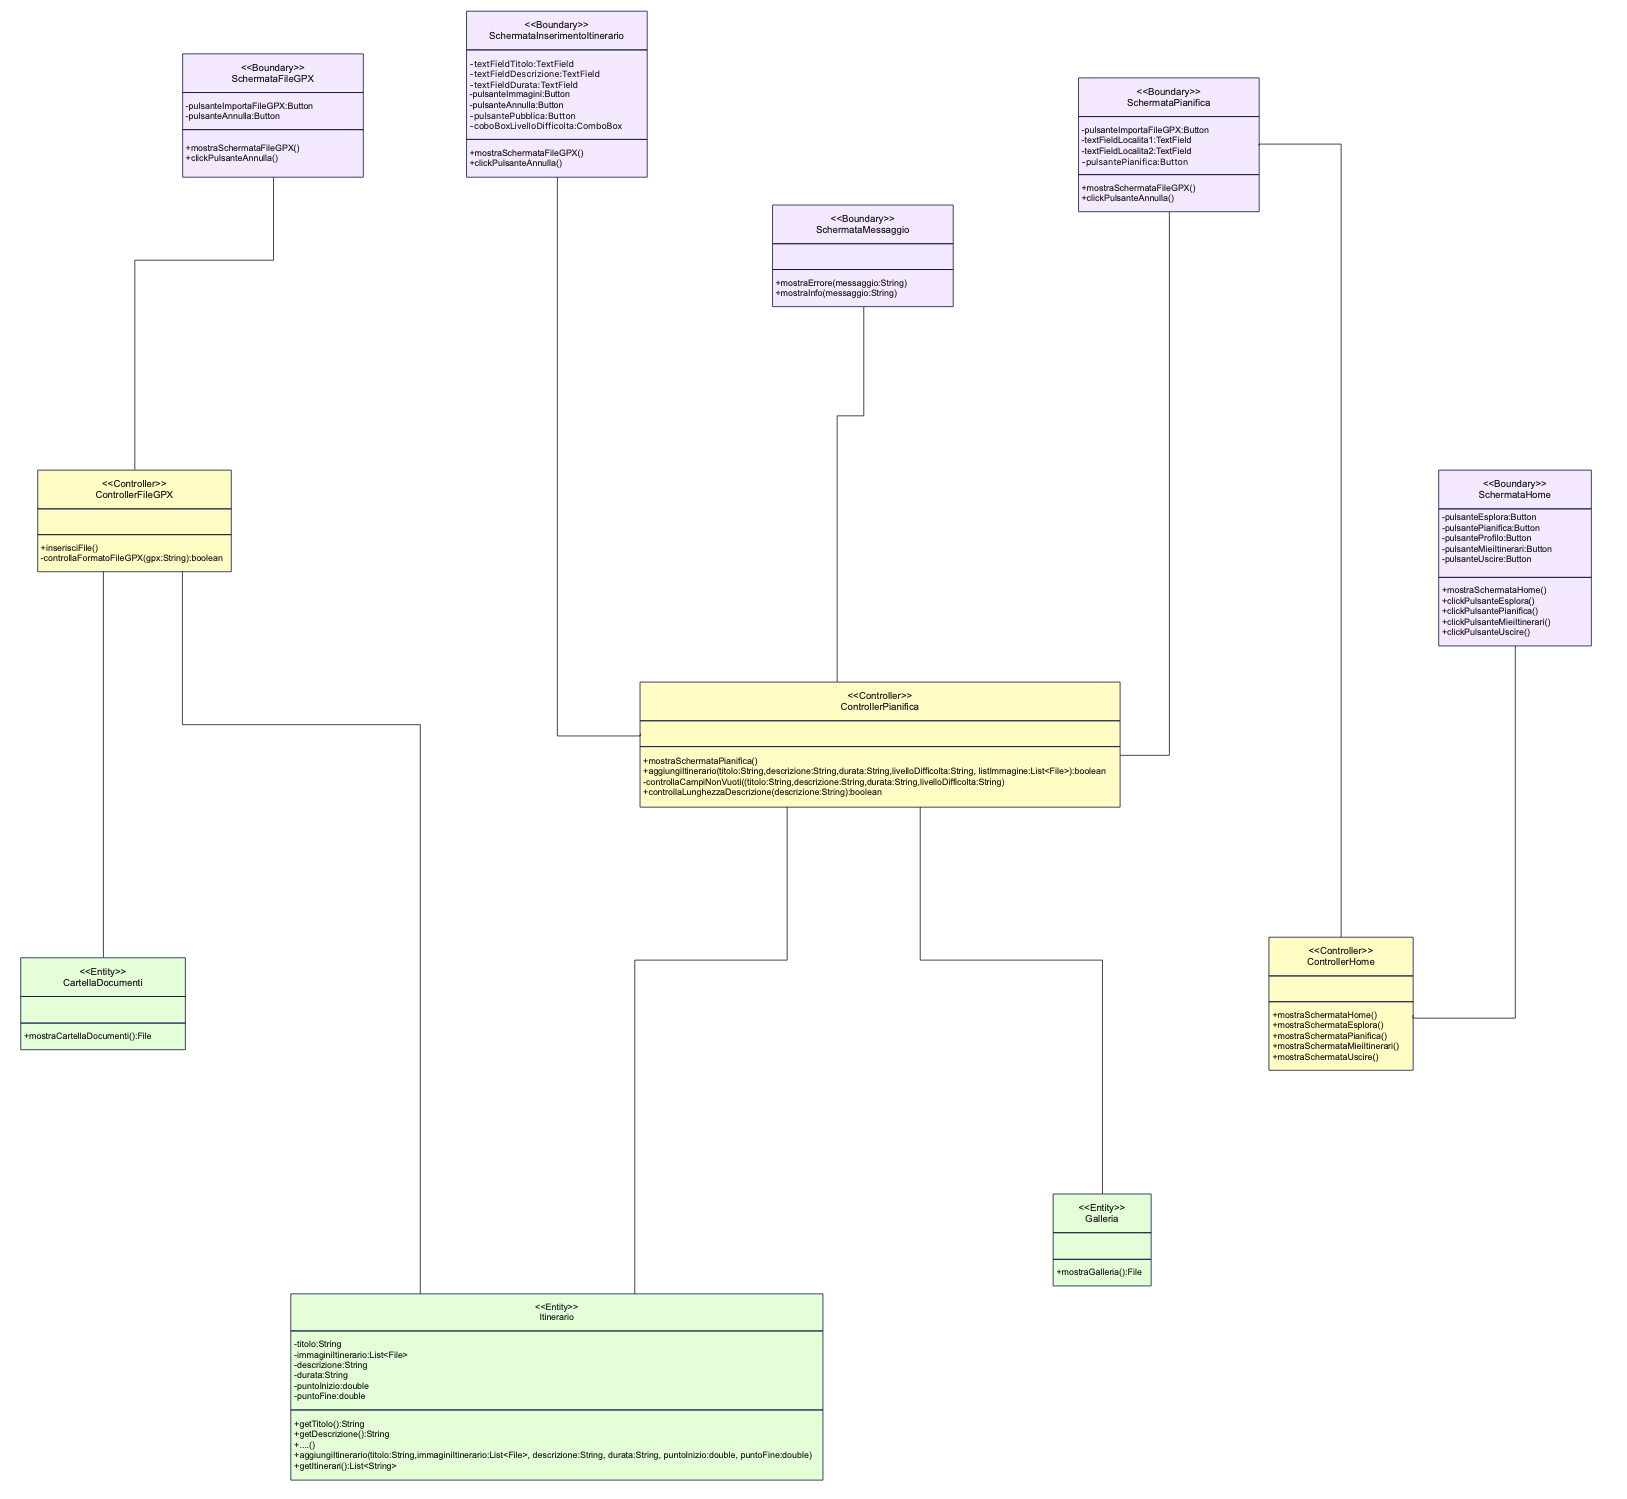 <<Boundary>>
SchermataInserimentoItinerario
-textFieldTitolo:TextField
-textFieldDescrizione:TextField
-textFieldDurata:TextField
-pulsanteImmagini:Button
-pulsanteAnnulla:Button
-pulsantePubblica:Button
-coboBoxLivelloDifficolta:ComboBox
+mostraSchermataFileGPX()
+clickPulsanteAnnulla()
<<Boundary>>
SchermataFileGPX
-pulsanteImportaFileGPX:Button
-pulsanteAnnulla:Button
+mostraSchermataFileGPX()
+clickPulsanteAnnulla()
<<Boundary>>
SchermataPianifica
-pulsanteImportaFileGPX:Button
-textFieldLocalita1:TextField
-textFieldLocalita2:TextField
-pulsantePianifica:Button
+mostraSchermataFileGPX()
+clickPulsanteAnnulla()
<<Boundary>>
SchermataMessaggio
+mostraErrore(messaggio:String)
+mostraInfo(messaggio:String)
<<Controller>>
ControllerFileGPX
+inserisciFile()
-controllaFormatoFileGPX(gpx:String):boolean
<<Boundary>>
SchermataHome
-pulsanteEsplora:Button
-pulsantePianifica:Button
-pulsanteProfilo:Button
-pulsanteMieiItinerari:Button
-pulsanteUscire:Button
+mostraSchermataHome()
+clickPulsanteEsplora()
+clickPulsantePianifica()
+clickPulsanteMieiItinerari()
+clickPulsanteUscire()
<<Controller>>
ControllerPianifica
+mostraSchermataPianifica()
+aggiungiItinerario(titolo:String,descrizione:String,durata:String,livelloDifficolta:String, listImmagine:List<File>):boolean
-controllaCampiNonVuoti((titolo:String,descrizione:String,durata:String,livelloDifficolta:String)
+controllaLunghezzaDescrizione(descrizione:String):boolean
<<Controller>>
ControllerHome
+mostraSchermataHome()
+mostraSchermataEsplora()
+mostraSchermataPianifica()
+mostraSchermataMieiItinerari()
+mostraSchermataUscire()
<<Entity>>
CartellaDocumenti
+mostraCartellaDocumenti():File
<<Entity>>
Galleria
+mostraGalleria():File
<<Entity>>
Itinerario
-titolo:String
-immaginiItinerario:List<File>
-descrizione:String
-durata:String
-puntoInizio:double
-puntoFine:double
+getTitolo():String
+getDescrizione():String
+....()
+aggiungiItinerario(titolo:String,immaginiItinerario:List<File>, descrizione:String, durata:String, puntoInizio:double, puntoFine:double)
+getItinerari():List<String>